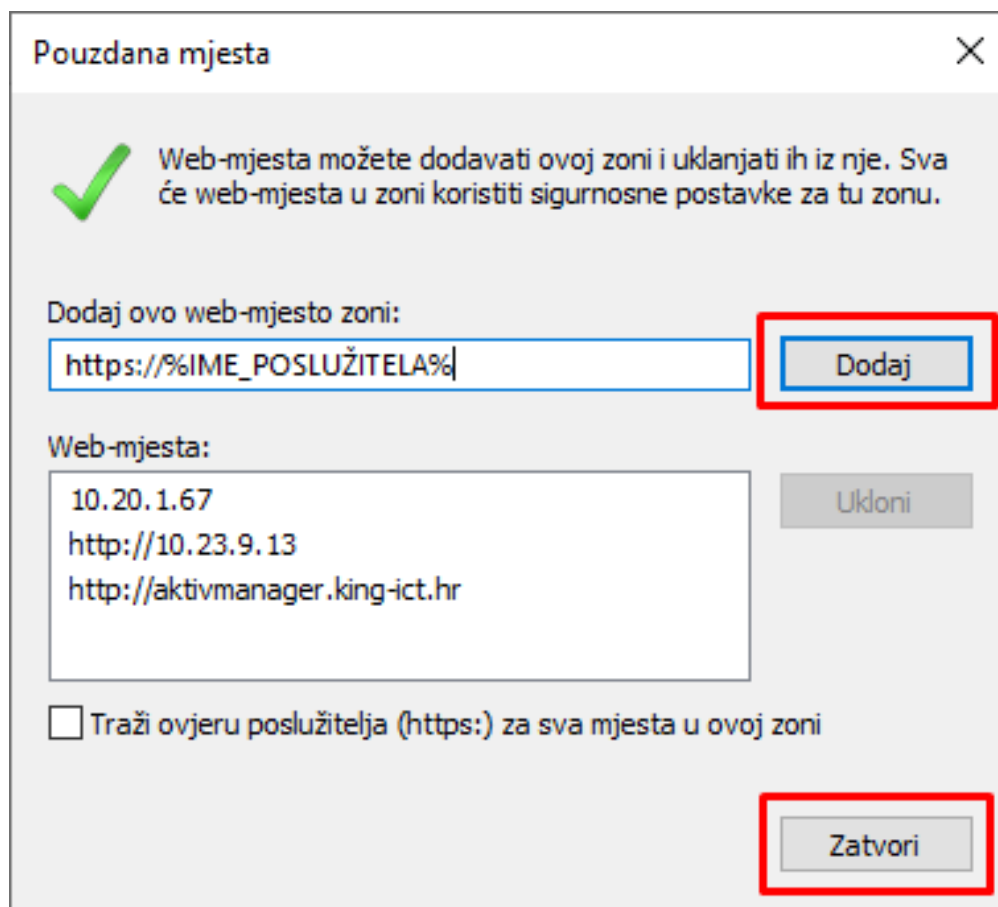 Pouzdana mjesta
Web-mjesta možete dodavati ovoj zoni i uklanjati ih iz nje. Sva
će web-mjesta u zoni koristiti sigurnosne postavke za tu zonu.
Dodaj ovo web-mjesto zoni:
https://%IME_POSLUŽITELA%
Dodaj
Web-mjesta:
10.20.1.67
http://10.23.9.13
http://aktivmanager.king-ict.hr
Ukloni
Traži ovjeru poslužitelja (https:) za sva mjesta u ovoj zoni
Zatvori